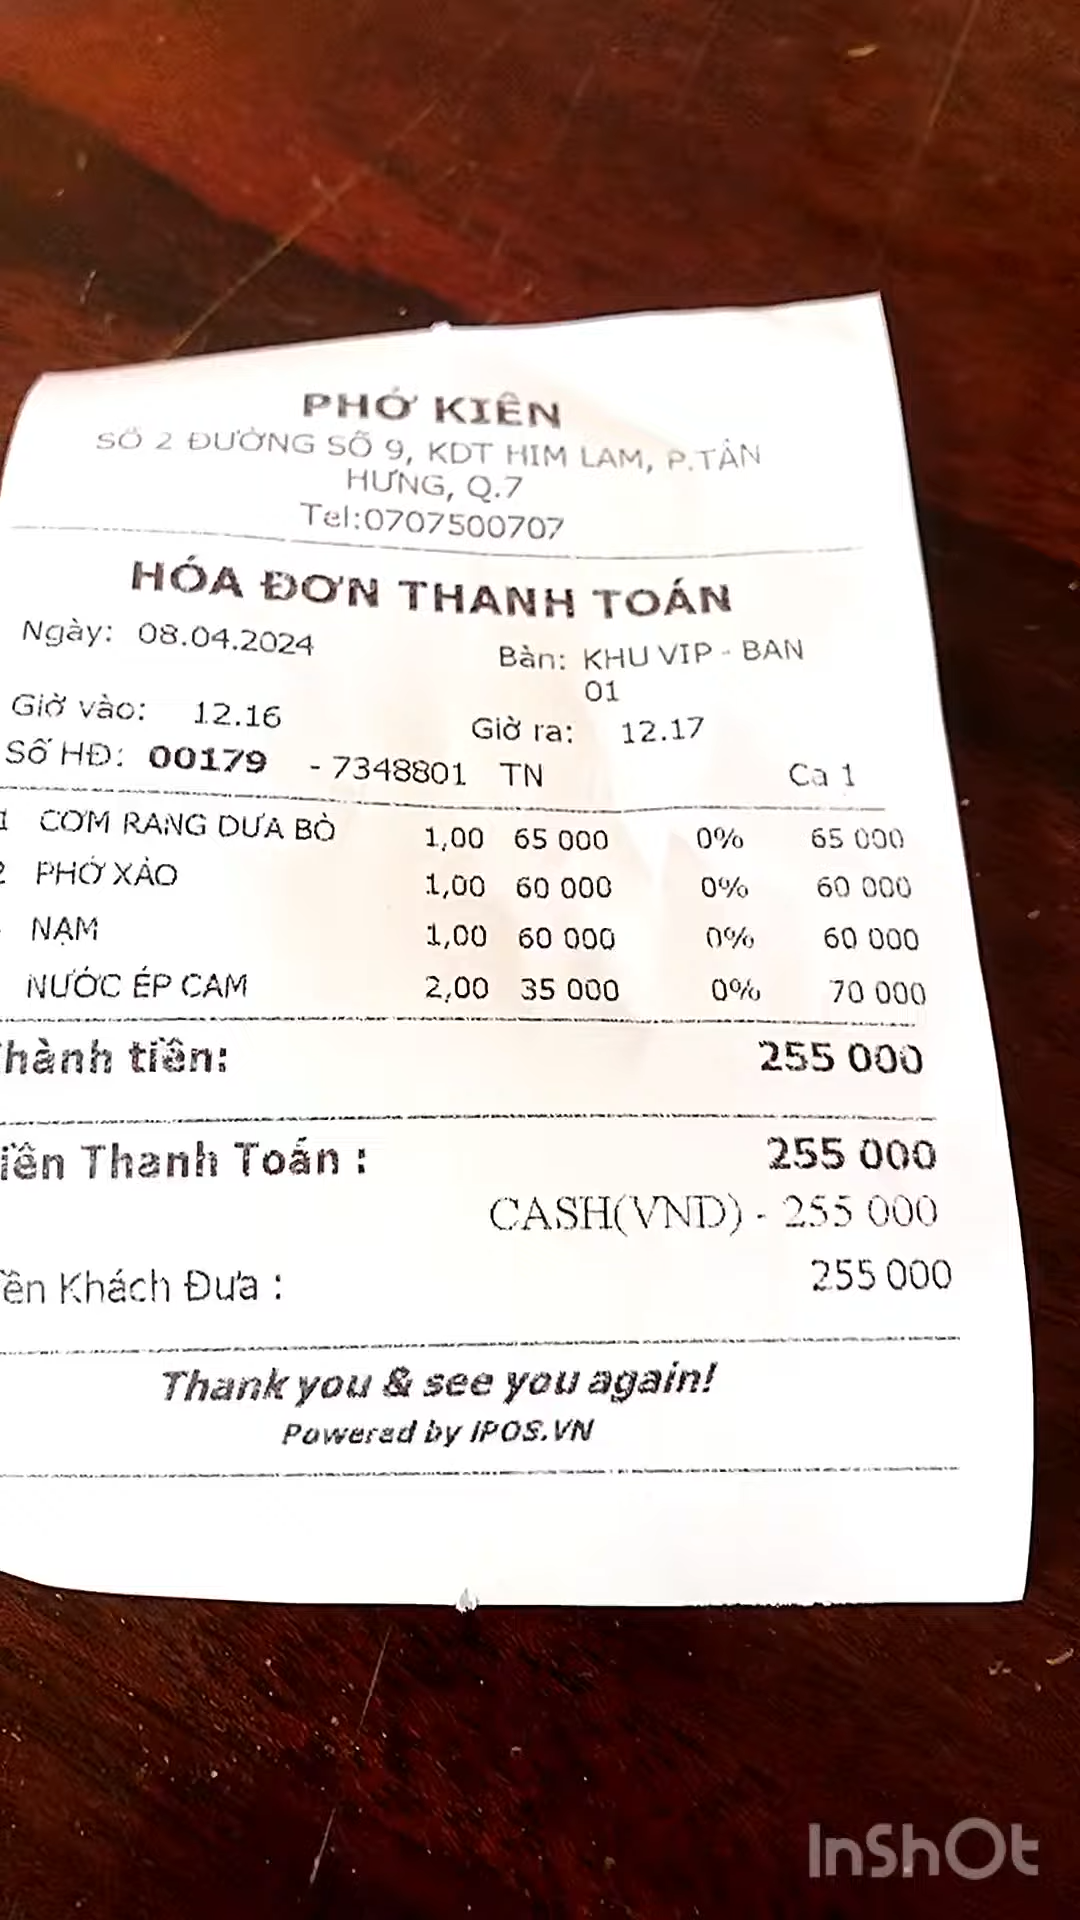 PHỞ KIÊN
SỐ 2 ĐƯỜNG SỐ 9, KDT HIM LAM, P.TÂN
HƯNG, Q.7
Tel:0707500707
HÓA ĐƠN THANH TOÁN
Ngày: 08.04.2024
Bàn: KHU VIP - BAN
01
Giờ vào: 12.16
Giờ ra: 12.17
Số HĐ: 00179 - 7348801 TN Ca 1
1 CƠM RANG DƯA BÒ 1,00 65 000 0% 65 000
2 PHỞ XÀO 1,00 60 000 0% 60 000
NẠM 1,00 60 000 0% 60 000
NƯỚC ÉP CAM 2,00 35 000 0% 70 000
hành tiền: 255 000
iền Thanh Toán : 255 000
CASH(VND) - 255 000
ền Khách Đưa : 255 000
Thank you & see you again!
Powered by IPOS.VN
InShOt